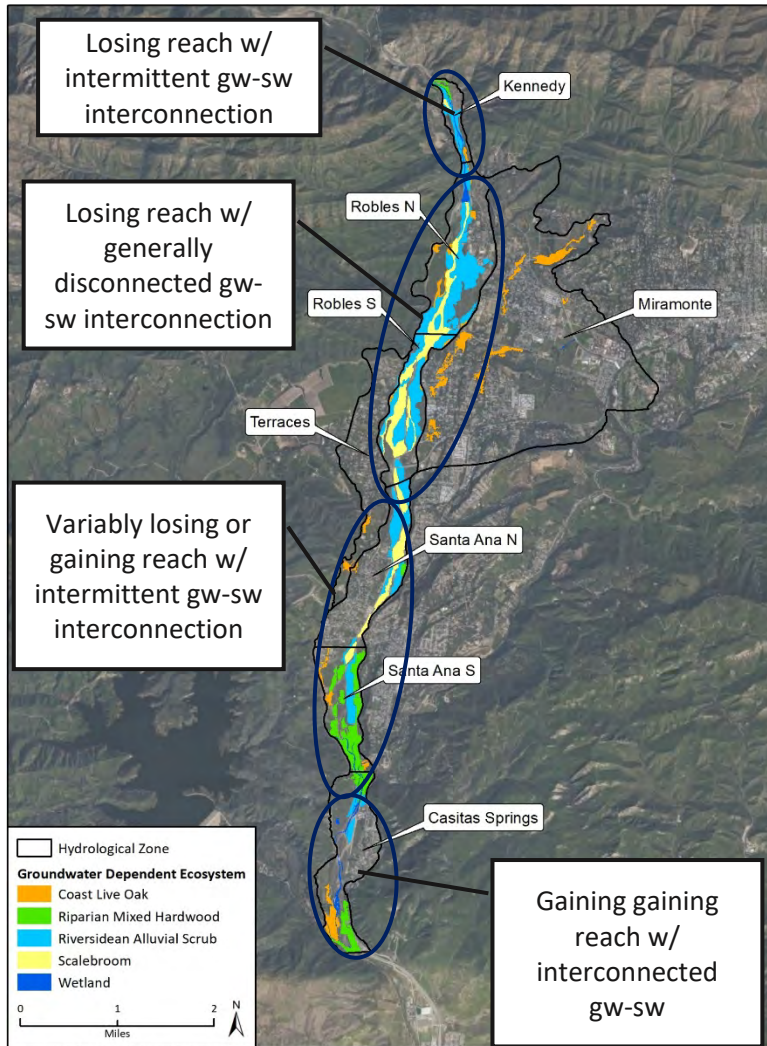 Losing reach w/
intermittent gw-sw
interconnection
Kennedy
Losing reach w/
generally
disconnected gw-
sw interconnection
Robles N
Robles S
Miramonte
Terraces
Variably losing or
gaining reach w/
intermittent gw-sw
interconnection
Santa Ana N
Santa Ana S
Casitas Springs
Gaining gaining
reach w/
interconnected
gw-sw
Hydrological Zone
Groundwater Dependent Ecosystem
Coast Live Oak
Riparian Mixed Hardwood
Riversidean Alluvial Scrub
Scalebroom
Wetland
0 1 2
Miles
N